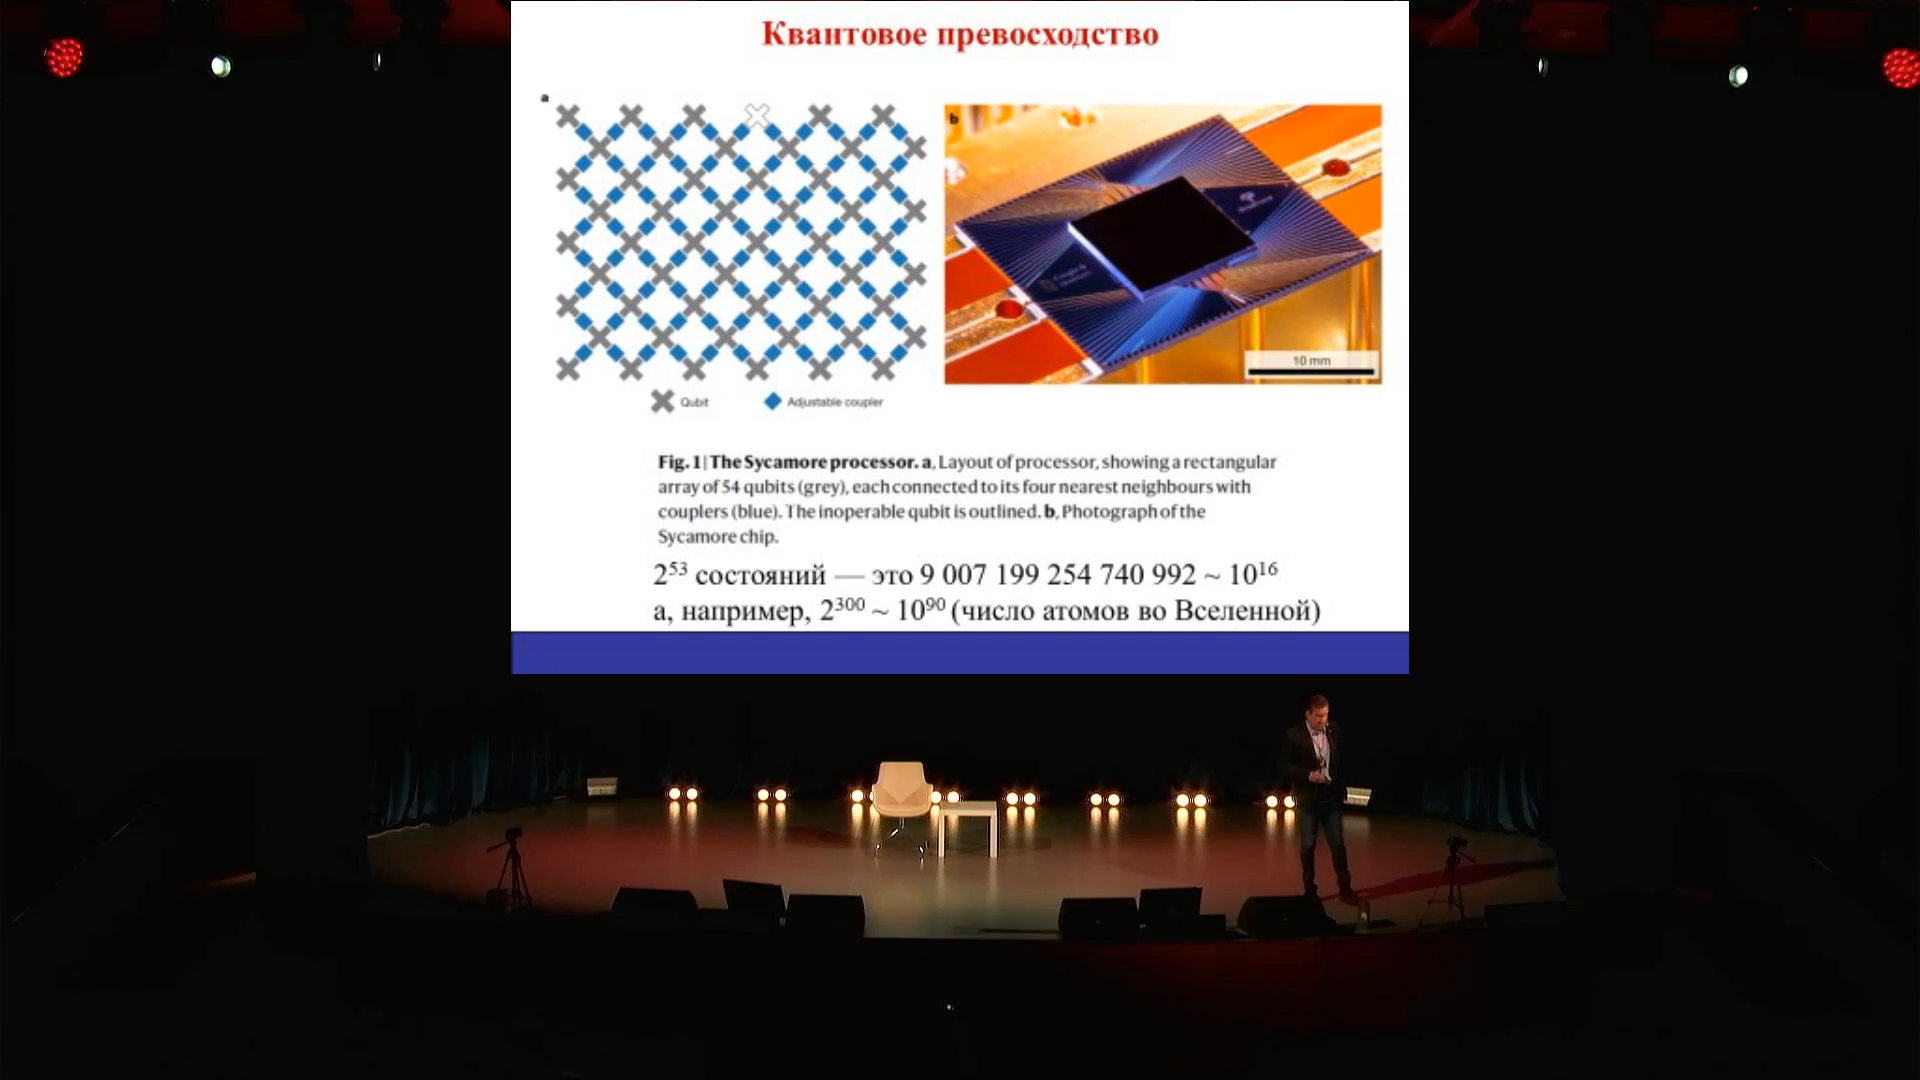 Квантовое превосходство
a
b
10 mm
Qubit
Adjustable coupler
Fig. 1 | The Sycamore processor. a, Layout of processor, showing a rectangular
array of 54 qubits (grey), each connected to its four nearest neighbours with
couplers (blue). The inoperable qubit is outlined. b, Photograph of the
Sycamore chip.
2⁵³ состояний — это 9 007 199 254 740 992 ~ 10¹⁶
а, например, 2³⁰⁰ ~ 10⁹⁰ (число атомов во Вселенной)